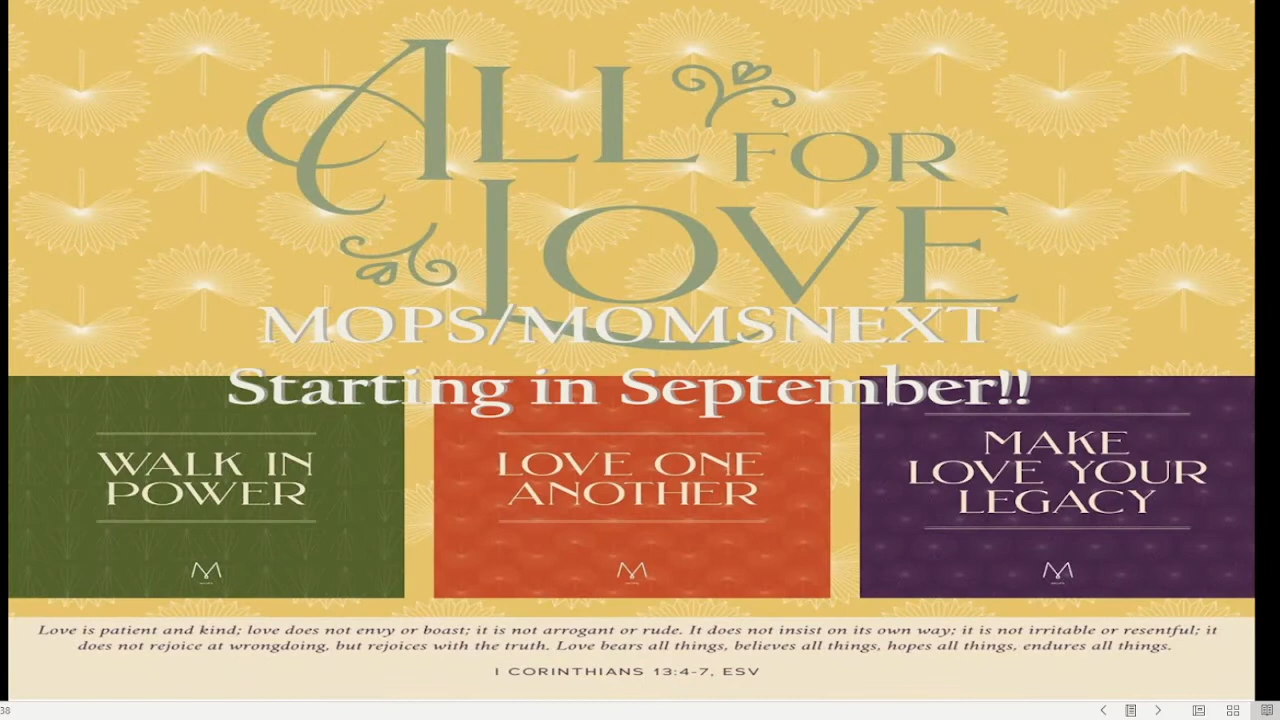 ALL FOR
LOVE
MOPS/MOMSNEXT
Starting in September!!
WALK IN
POWER
LOVE ONE
ANOTHER
MAKE
LOVE YOUR
LEGACY
Love is patient and kind; love does not envy or boast; it is not arrogant or rude. It does not insist on its own way; it is not irritable or resentful; it
does not rejoice at wrongdoing, but rejoices with the truth. Love bears all things, believes all things, hopes all things, endures all things.
I CORINTHIANS 13:4-7, ESV
38